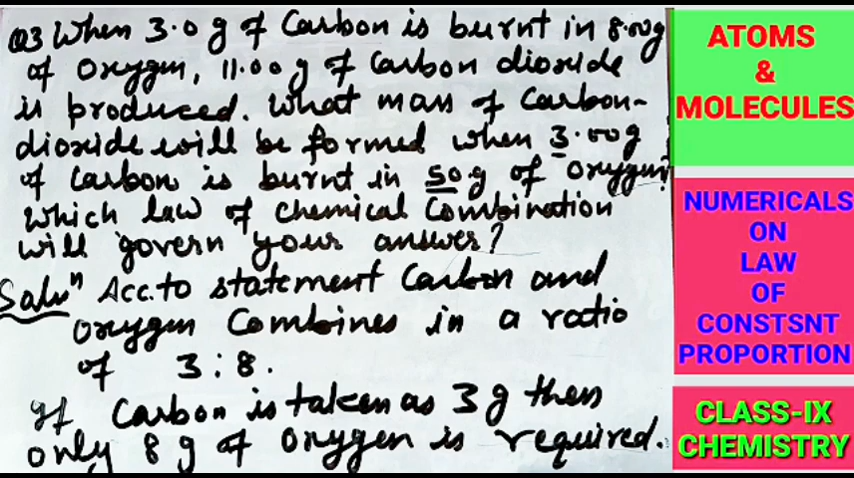 Q3 When 3.0 g of Carbon is burnt in 8.00g
of Oxygen, 11.00 g of Carbon dioxide
is produced. What mass of Carbon-
dioxide will be formed when 3.00g
of Carbon is burnt in 50 g of Oxygen?
Which law of Chemical Combination
will govern your answer?
Soluⁿ Acc. to statement Carbon and
Oxygen Combines in a ratio
of 3:8.
If Carbon is taken as 3 g then
only 8 g of Oxygen is required.
ATOMS
&
MOLECULES
NUMERICALS
ON
LAW
OF
CONSTSNT
PROPORTION
CLASS-IX
CHEMISTRY